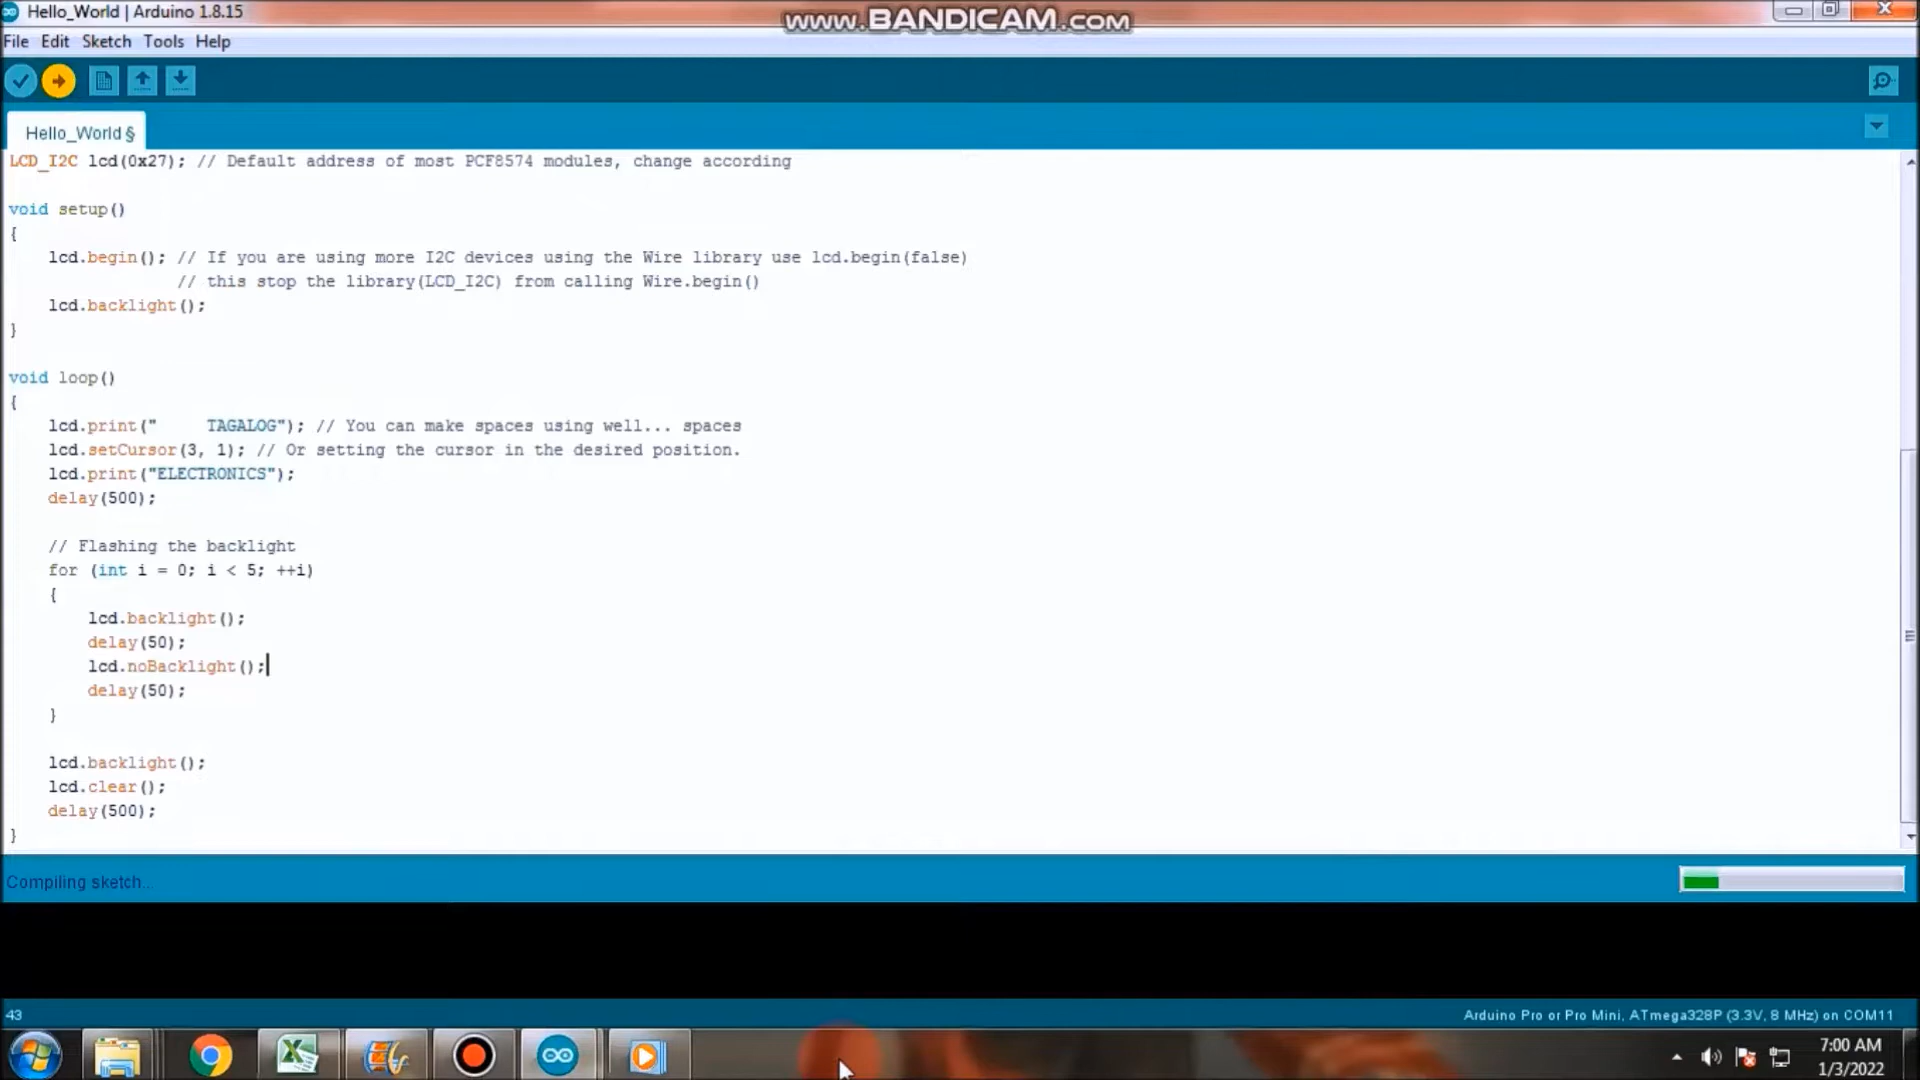 Hello_World | Arduino 1.8.15
www.BANDICAM.com
File Edit Sketch Tools Help
Hello_World §
LCD_I2C lcd(0x27); // Default address of most PCF8574 modules, change according
void setup()
{
    lcd.begin(); // If you are using more I2C devices using the Wire library use lcd.begin(false)
                 // this stop the library(LCD_I2C) from calling Wire.begin()
    lcd.backlight();
}
void loop()
{
    lcd.print("     TAGALOG"); // You can make spaces using well... spaces
    lcd.setCursor(3, 1); // Or setting the cursor in the desired position.
    lcd.print("ELECTRONICS");
    delay(500);
    // Flashing the backlight
    for (int i = 0; i < 5; ++i)
    {
        lcd.backlight();
        delay(50);
        lcd.noBacklight();
        delay(50);
    }
    lcd.backlight();
    lcd.clear();
    delay(500);
}
Compiling sketch...
43
Arduino Pro or Pro Mini, ATmega328P (3.3V, 8 MHz) on COM11
7:00 AM
1/3/2022